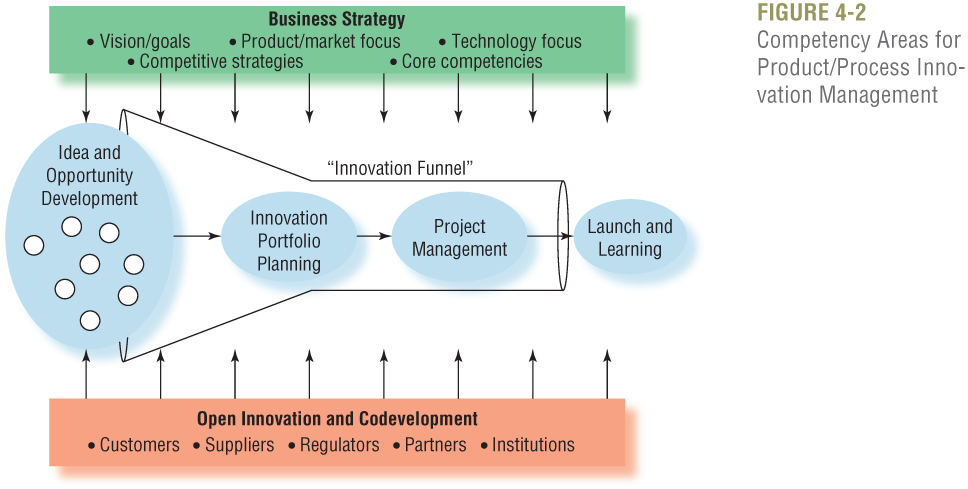 Business Strategy
• Vision/goals • Product/market focus • Technology focus
• Competitive strategies • Core competencies
FIGURE 4-2
Competency Areas for
Product/Process Inno-
vation Management
Idea and
Opportunity
Development
“Innovation Funnel”
Innovation
Portfolio
Planning
Project
Management
Launch and
Learning
Open Innovation and Codevelopment
• Customers • Suppliers • Regulators • Partners • Institutions